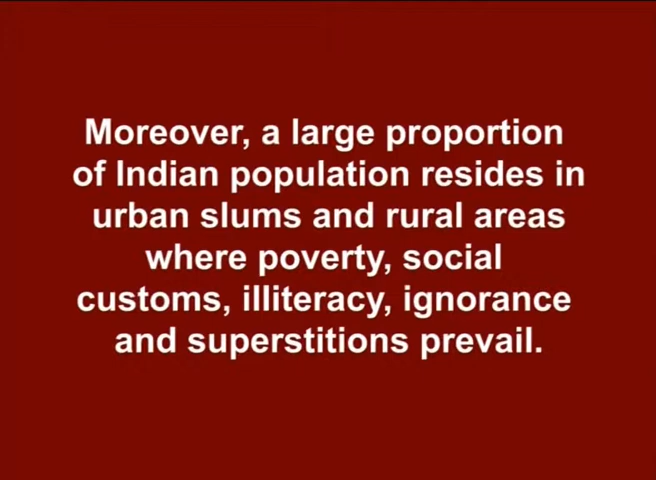 Moreover, a large proportion
of Indian population resides in
urban slums and rural areas
where poverty, social
customs, illiteracy, ignorance
and superstitions prevail.